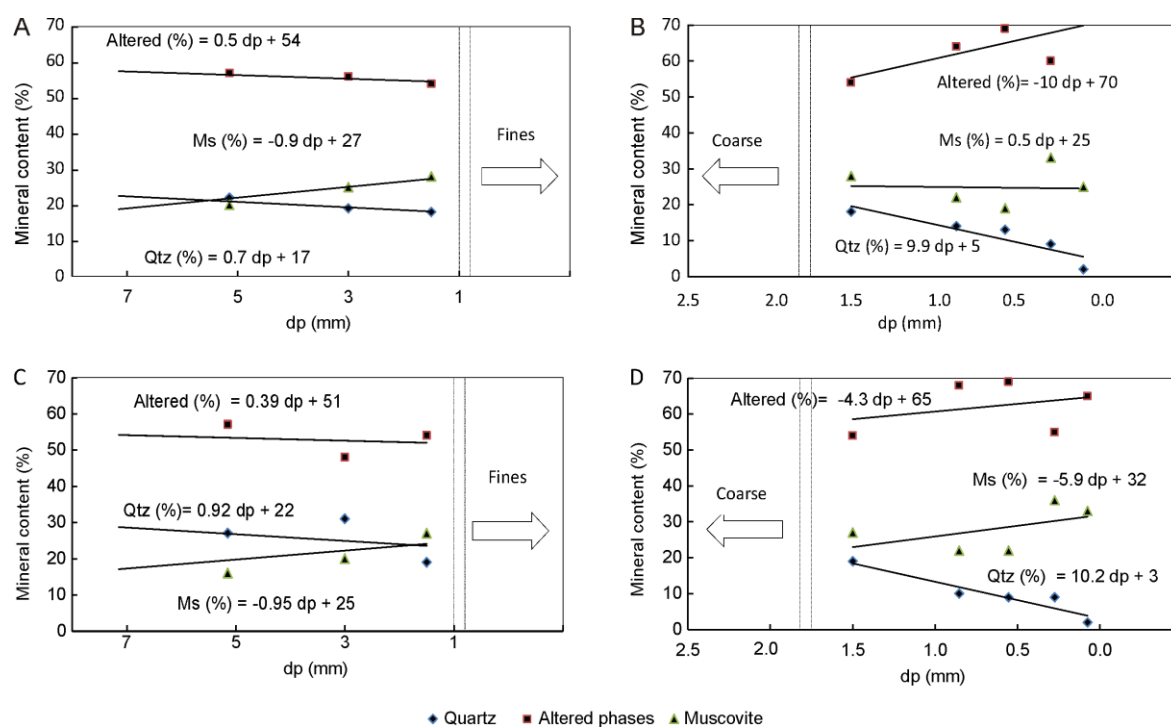 A
70
60
50
40
30
20
10
0
Mineral content (%)
Altered (%) = 0.5 dp + 54
Ms (%) = -0.9 dp + 27
Qtz (%) = 0.7 dp + 17
Fines
7 5 3 1
dp (mm)
B
70
60
50
40
30
20
10
0
Mineral content (%)
Altered (%)= -10 dp + 70
Coarse
Ms (%) = 0.5 dp + 25
Qtz (%) = 9.9 dp + 5
2.5 2.0 1.5 1.0 0.5 0.0
dp (mm)
C
70
60
50
40
30
20
10
0
Mineral content (%)
Altered (%) = 0.39 dp + 51
Qtz (%)= 0.92 dp + 22
Ms (%) = -0.95 dp + 25
Fines
7 5 3 1
dp (mm)
D
70
60
50
40
30
20
10
0
Mineral content (%)
Altered (%)= -4.3 dp + 65
Coarse
Ms (%) = -5.9 dp + 32
Qtz (%) = 10.2 dp + 3
2.5 2.0 1.5 1.0 0.5 0.0
dp (mm)
Quartz Altered phases Muscovite